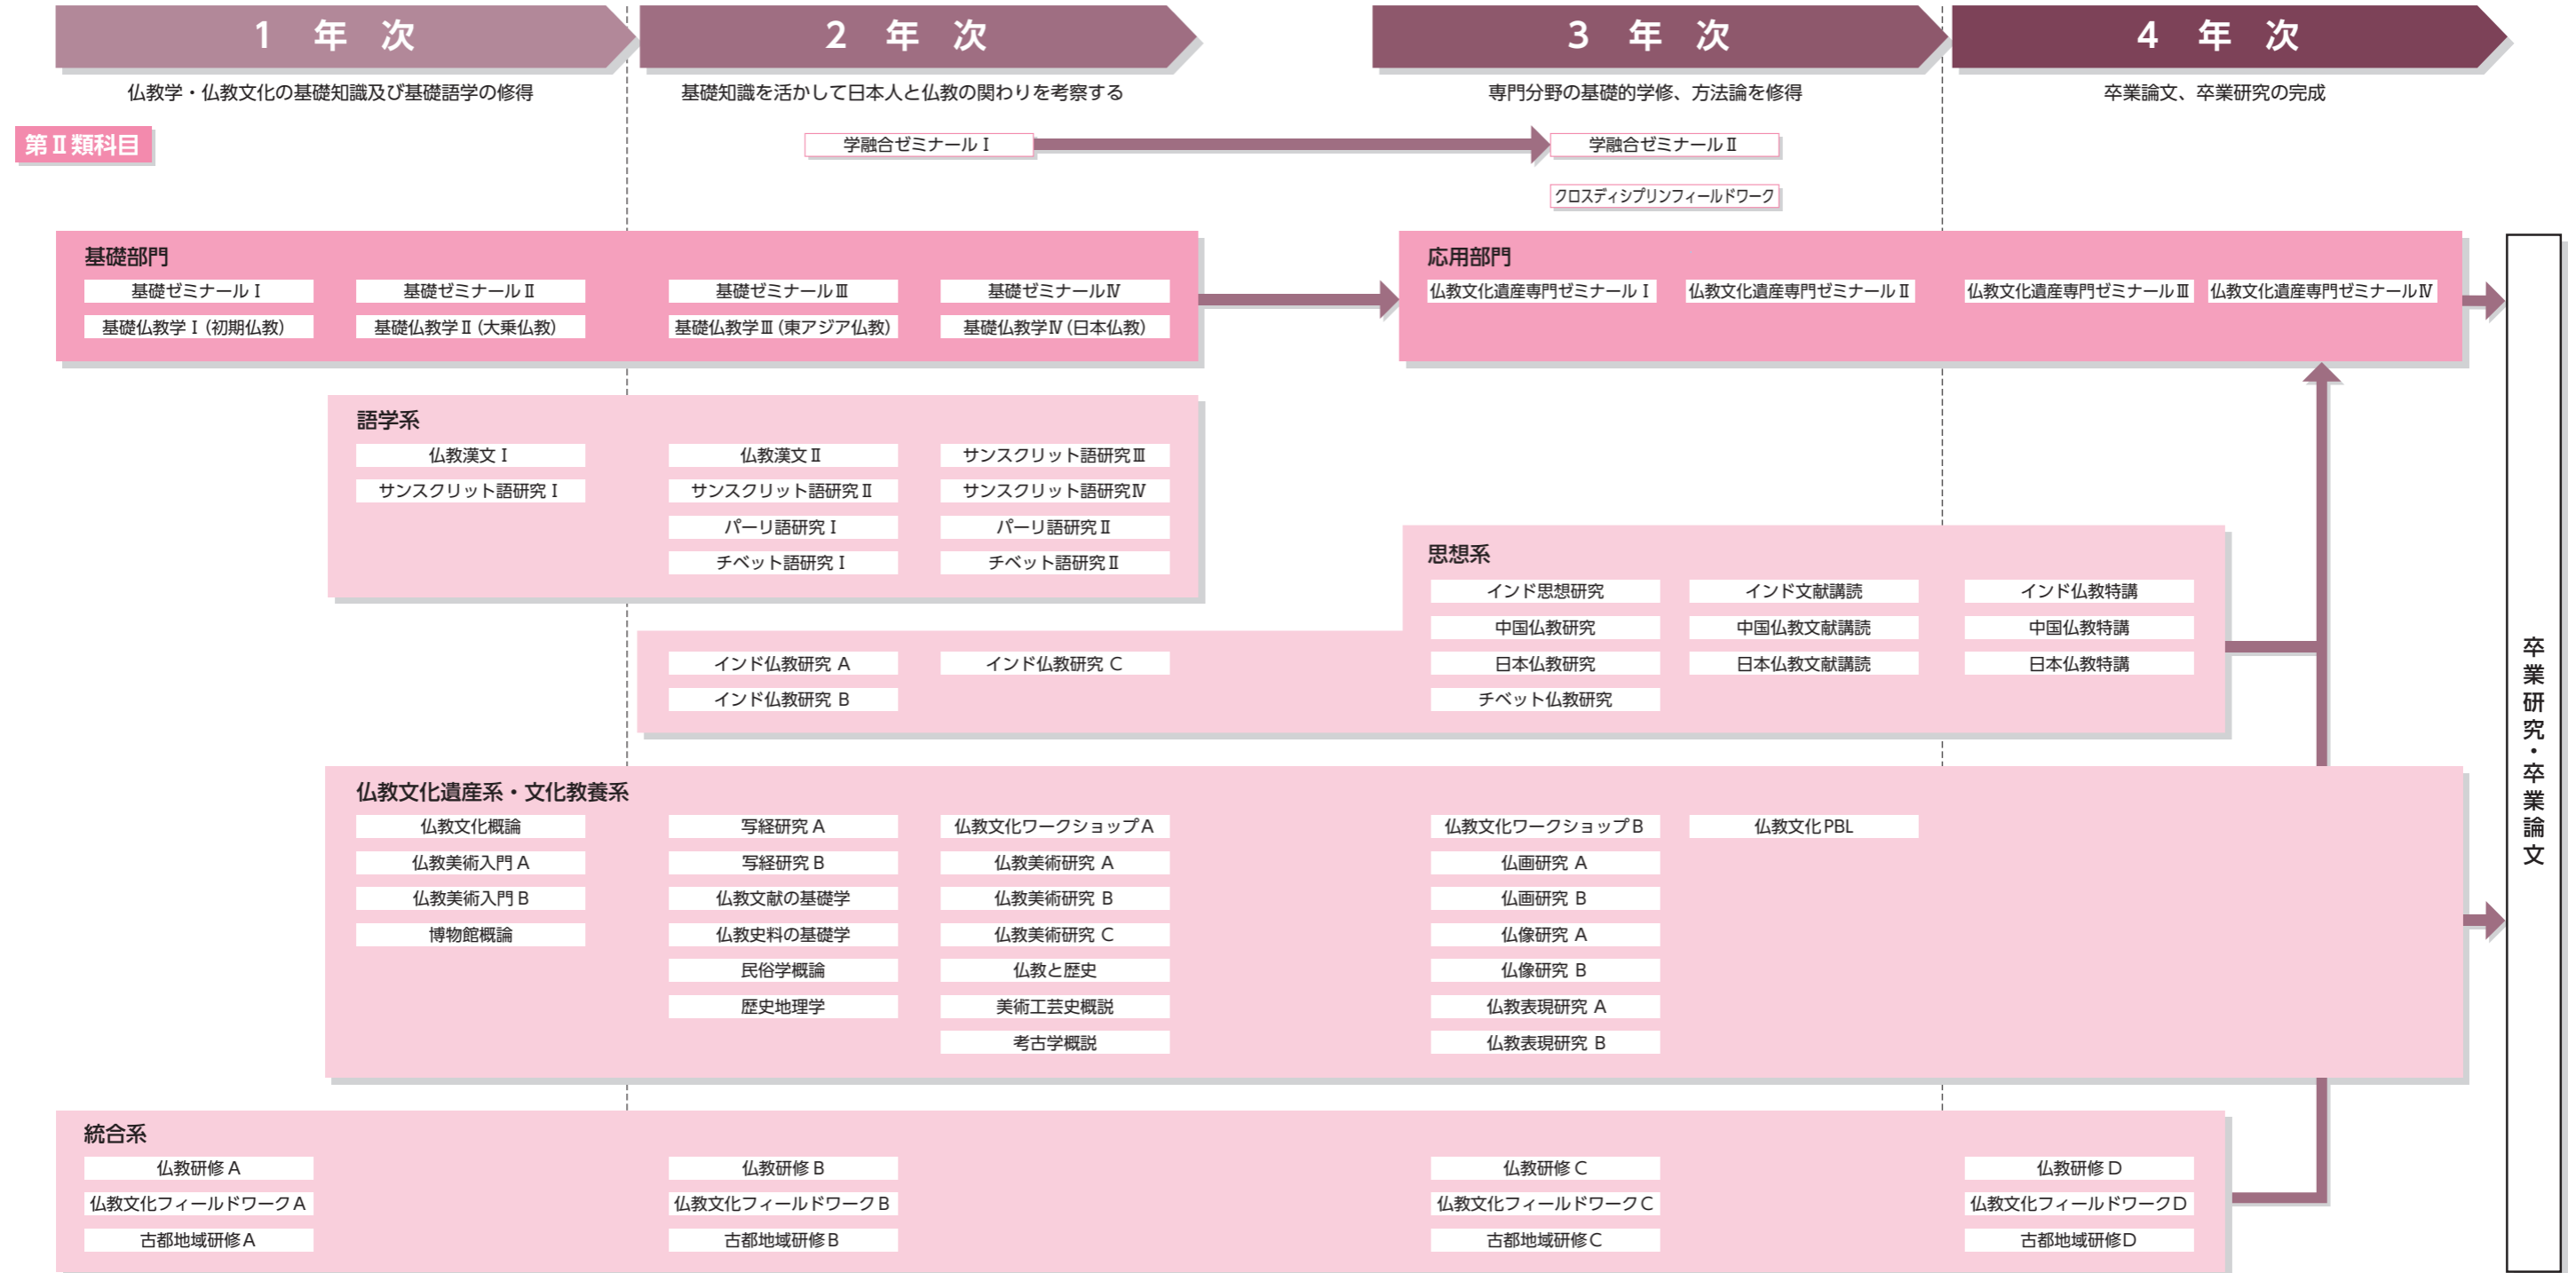 1 年 次
2 年 次
3 年 次
4 年 次
仏教学・仏教文化の基礎知識及び基礎語学の修得
基礎知識を活かして日本人と仏教の関わりを考察する
専門分野の基礎的学修、方法論を修得
卒業論文、卒業研究の完成
第Ⅱ類科目
学融合ゼミナールⅠ
学融合ゼミナールⅡ
クロスディシプリンフィールドワーク
基礎部門
基礎ゼミナールⅠ
基礎ゼミナールⅡ
基礎ゼミナールⅢ
基礎ゼミナールⅣ
基礎仏教学Ⅰ(初期仏教)
基礎仏教学Ⅱ(大乗仏教)
基礎仏教学Ⅲ(東アジア仏教)
基礎仏教学Ⅳ(日本仏教)
応用部門
仏教文化遺産専門ゼミナールⅠ
仏教文化遺産専門ゼミナールⅡ
仏教文化遺産専門ゼミナールⅢ
仏教文化遺産専門ゼミナールⅣ
語学系
仏教漢文Ⅰ
仏教漢文Ⅱ
サンスクリット語研究Ⅲ
サンスクリット語研究Ⅰ
サンスクリット語研究Ⅱ
サンスクリット語研究Ⅳ
パーリ語研究Ⅰ
パーリ語研究Ⅱ
チベット語研究Ⅰ
チベット語研究Ⅱ
思想系
インド思想研究
インド文献講読
インド仏教特講
中国仏教研究
中国仏教文献講読
中国仏教特講
インド仏教研究 A
インド仏教研究 C
日本仏教研究
日本仏教文献講読
日本仏教特講
インド仏教研究 B
チベット仏教研究
仏教文化遺産系・文化教養系
仏教文化概論
写経研究 A
仏教文化ワークショップA
仏教文化ワークショップB
仏教文化PBL
仏教美術入門 A
写経研究 B
仏教美術研究 A
仏画研究 A
仏教美術入門 B
仏教文献の基礎学
仏教美術研究 B
仏画研究 B
博物館概論
仏教史料の基礎学
仏教美術研究 C
仏像研究 A
民俗学概論
仏教と歴史
仏像研究 B
歴史地理学
美術工芸史概説
仏教表現研究 A
考古学概説
仏教表現研究 B
統合系
仏教研修 A
仏教研修 B
仏教研修 C
仏教研修 D
仏教文化フィールドワークA
仏教文化フィールドワークB
仏教文化フィールドワークC
仏教文化フィールドワークD
古都地域研修A
古都地域研修B
古都地域研修C
古都地域研修D
卒業研究・卒業論文